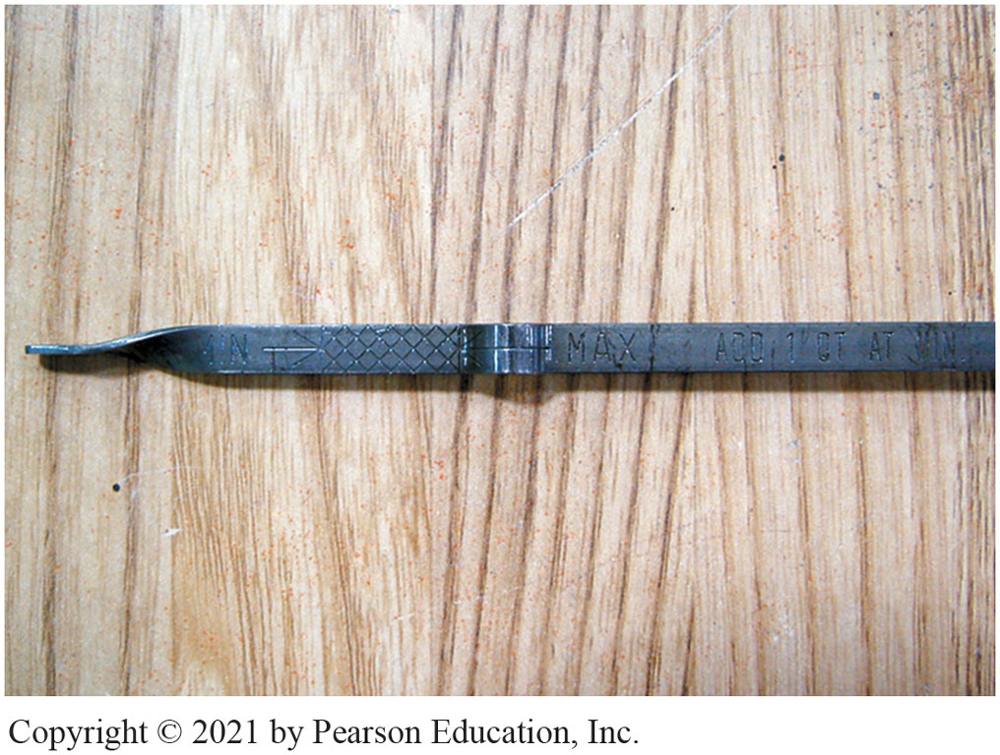 MIN MAX ADD 1 QT AT MIN
Copyright © 2021 by Pearson Education, Inc.